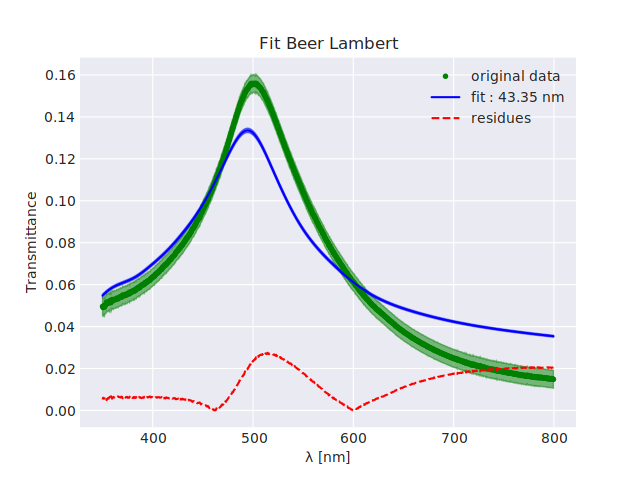 Fit Beer Lambert
original data
fit : 43.35 nm
residues
Transmittance
0.16
0.14
0.12
0.10
0.08
0.06
0.04
0.02
0.00
400 500 600 700 800
λ [nm]